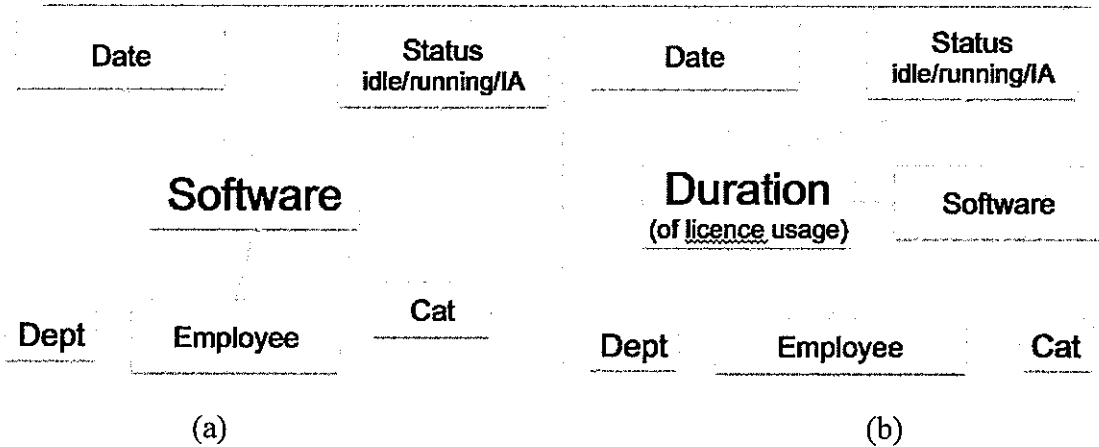 Date
Status
idle/running/IA
Software
Dept
Employee
Cat
(a)
Date
Status
idle/running/IA
Duration
(of licence usage)
Software
Dept
Employee
Cat
(b)